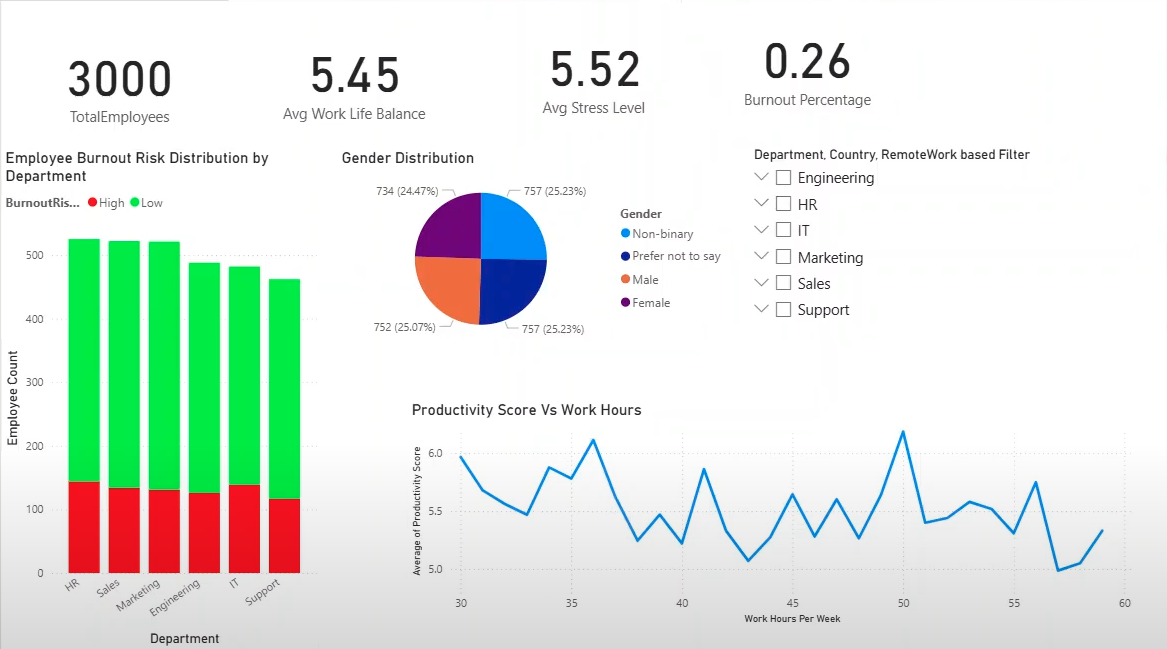 3000
TotalEmployees
5.45
Avg Work Life Balance
5.52
Avg Stress Level
0.26
Burnout Percentage
Employee Burnout Risk Distribution by
Department
BurnoutRis... High Low
500
400
300
200
100
0
Employee Count
HR
Sales
Marketing
Engineering
IT
Support
Department
Gender Distribution
734 (24.47%)
757 (25.23%)
752 (25.07%)
757 (25.23%)
Gender
Non-binary
Prefer not to say
Male
Female
Department, Country, RemoteWork based Filter
Engineering
HR
IT
Marketing
Sales
Support
Productivity Score Vs Work Hours
Average of Productivity Score
6.0
5.5
5.0
30 35 40 45 50 55 60
Work Hours Per Week